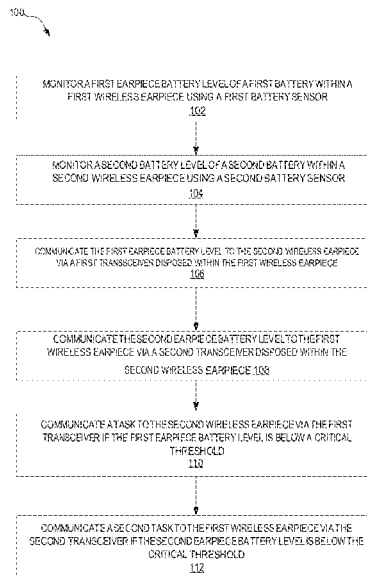 100
MONITOR A FIRST EARPIECE BATTERY LEVEL OF A FIRST BATTERY WITHIN A
FIRST WIRELESS EARPIECE USING A FIRST BATTERY SENSOR
102
MONITOR A SECOND BATTERY LEVEL OF A SECOND BATTERY WITHIN A
SECOND WIRELESS EARPIECE USING A SECOND BATTERY SENSOR
104
COMMUNICATE THE FIRST EARPIECE BATTERY LEVEL TO THE SECOND WIRELESS EARPIECE
VIA A FIRST TRANSCEIVER DISPOSED WITHIN THE FIRST WIRELESS EARPIECE
106
COMMUNICATE THE SECOND EARPIECE BATTERY LEVEL TO THE FIRST
WIRELESS EARPIECE VIA A SECOND TRANSCEIVER DISPOSED WITHIN THE
SECOND WIRELESS EARPIECE 108
COMMUNICATE A TASK TO THE SECOND WIRELESS EARPIECE VIA THE FIRST
TRANSCEIVER IF THE FIRST EARPIECE BATTERY LEVEL IS BELOW A CRITICAL
THRESHOLD
110
COMMUNICATE A SECOND TASK TO THE FIRST WIRELESS EARPIECE VIA THE
SECOND TRANSCEIVER IF THE SECOND EARPIECE BATTERY LEVEL IS BELOW THE
CRITICAL THRESHOLD
112